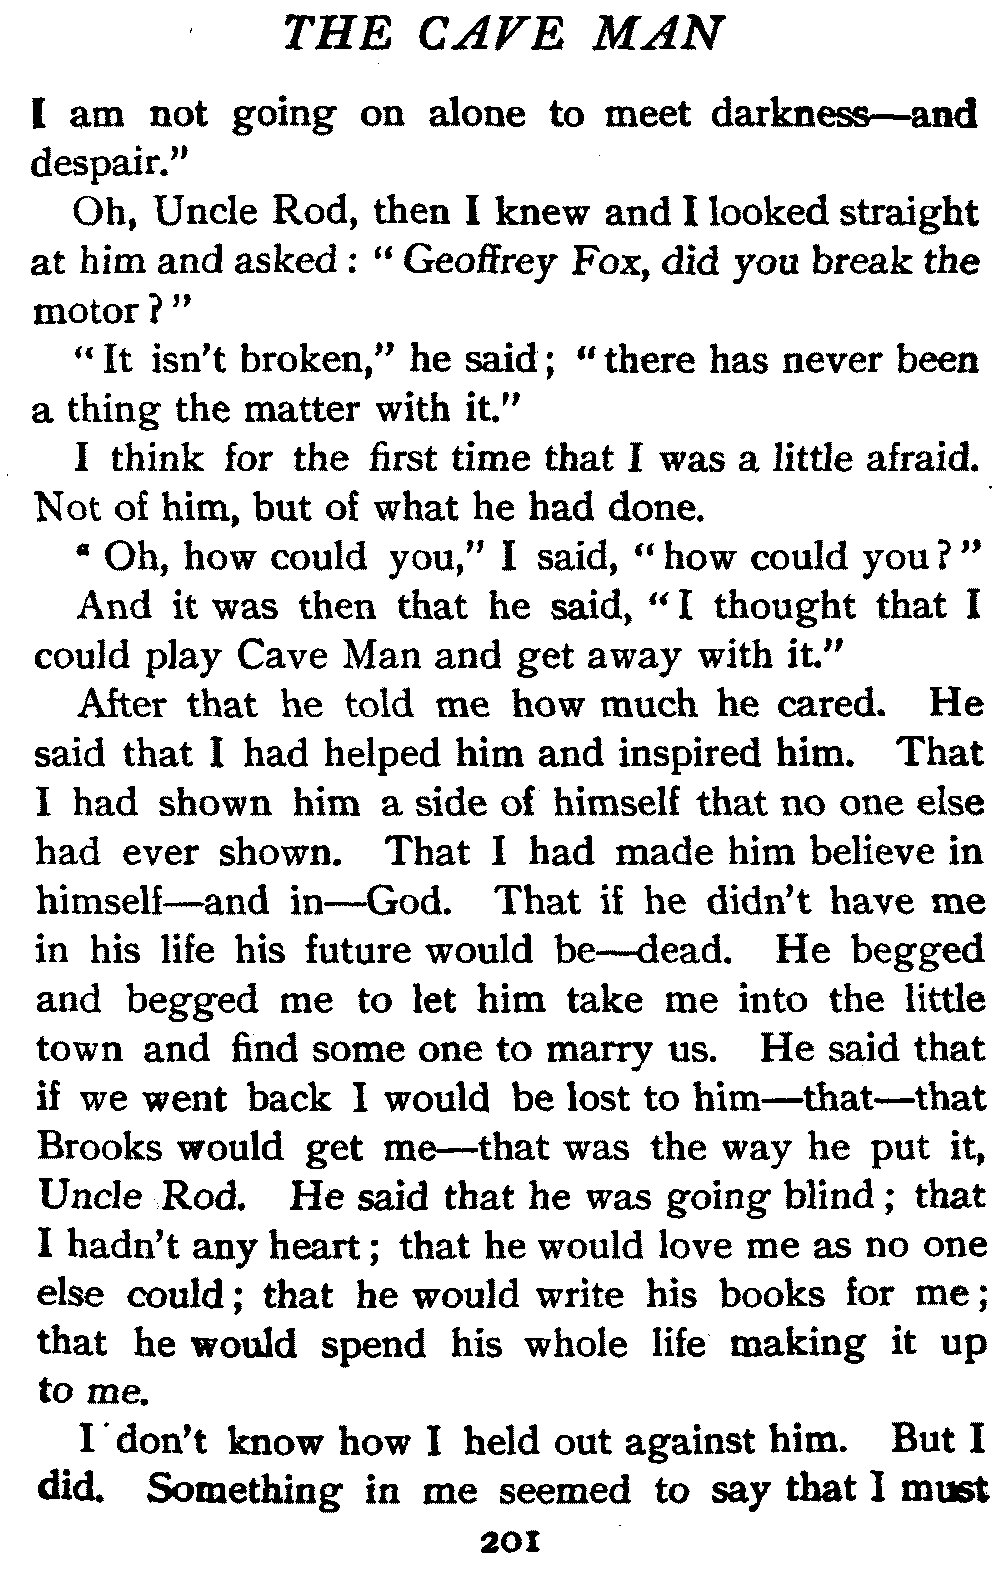 THE CAVE MAN
I am not going on alone to meet darkness—and
despair."
Oh, Uncle Rod, then I knew and I looked straight
at him and asked: "Geoffrey Fox, did you break the
motor?"
"It isn't broken," he said; "there has never been
a thing the matter with it."
I think for the first time that I was a little afraid.
Not of him, but of what he had done.
"Oh, how could you," I said, "how could you?"
And it was then that he said, "I thought that I
could play Cave Man and get away with it."
After that he told me how much he cared. He
said that I had helped him and inspired him. That
I had shown him a side of himself that no one else
had ever shown. That I had made him believe in
himself—and in—God. That if he didn't have me
in his life his future would be—dead. He begged
and begged me to let him take me into the little
town and find some one to marry us. He said that
if we went back I would be lost to him—that—that
Brooks would get me—that was the way he put it,
Uncle Rod. He said that he was going blind; that
I hadn't any heart; that he would love me as no one
else could; that he would write his books for me;
that he would spend his whole life making it up
to me.
I don't know how I held out against him. But I
did. Something in me seemed to say that I must
201